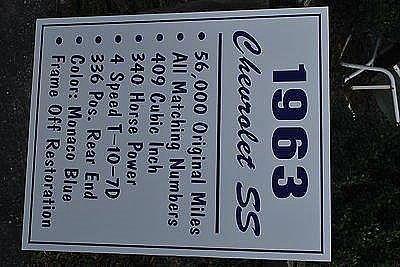 1963
Chevrolet SS
• 56,000 Original Miles
• All Matching Numbers
• 409 Cubic Inch
• 340 Horse Power
• 4 Speed T-10-7D
• 336 Pos. Rear End
• Color: Monaco Blue
• Frame Off Restoration